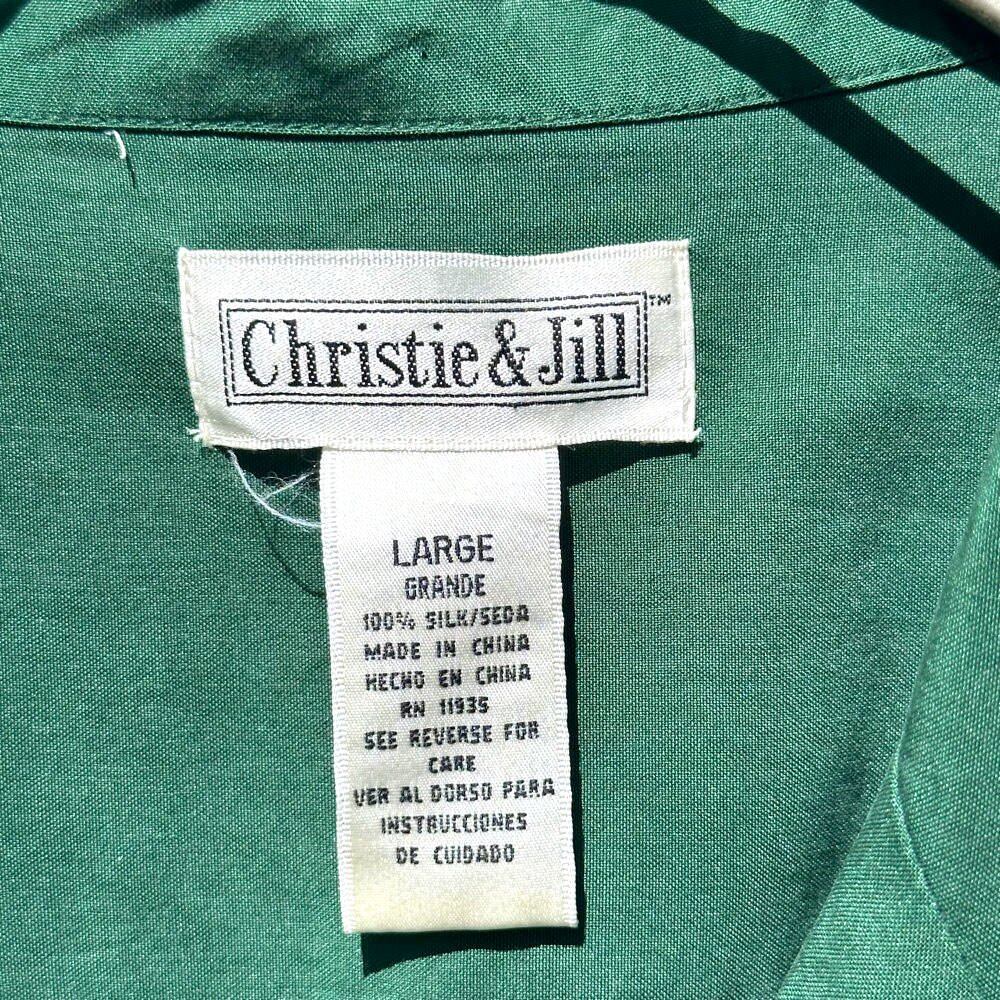 Christie & Jill™
LARGE
GRANDE
100% SILK/SEDA
MADE IN CHINA
HECHO EN CHINA
RN 11935
SEE REVERSE FOR
CARE
VER AL DORSO PARA
INSTRUCCIONES
DE CUIDADO